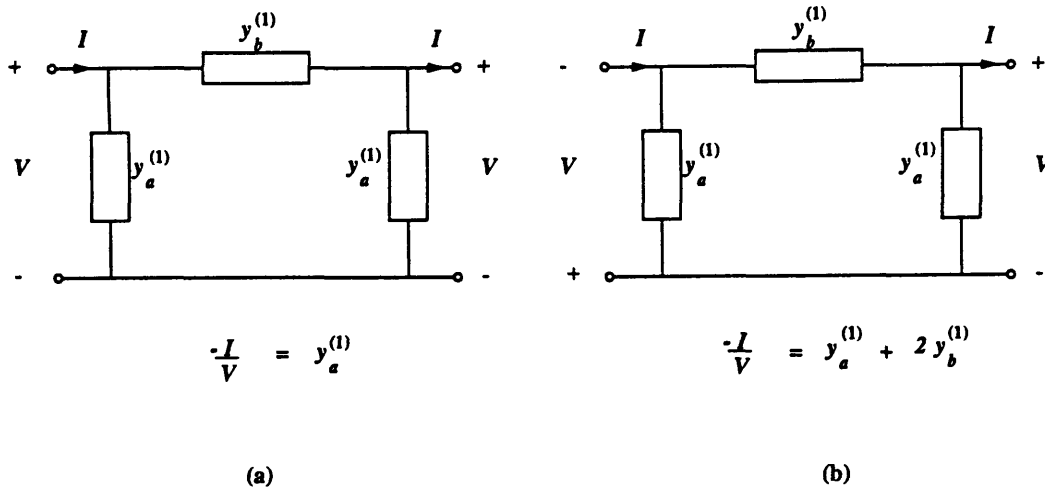 y_b^(1)
I I
+ +
V y_a^(1) y_a^(1) V
- -
-I/V = y_a^(1)
(a)
y_b^(1)
I I
- +
V y_a^(1) y_a^(1) V
+ -
-I/V = y_a^(1) + 2 y_b^(1)
(b)